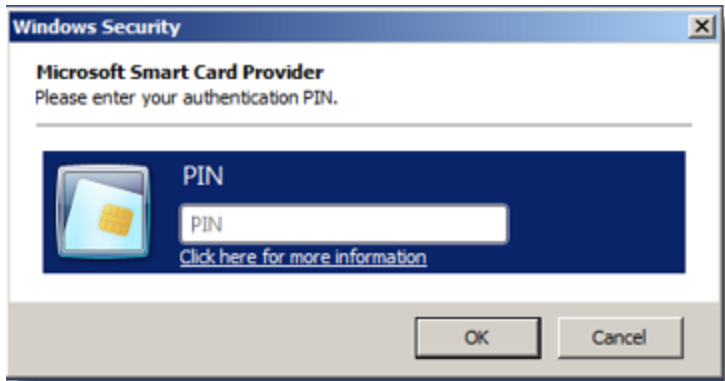 Windows Security
Microsoft Smart Card Provider
Please enter your authentication PIN.
PIN
PIN
Click here for more information
OK
Cancel